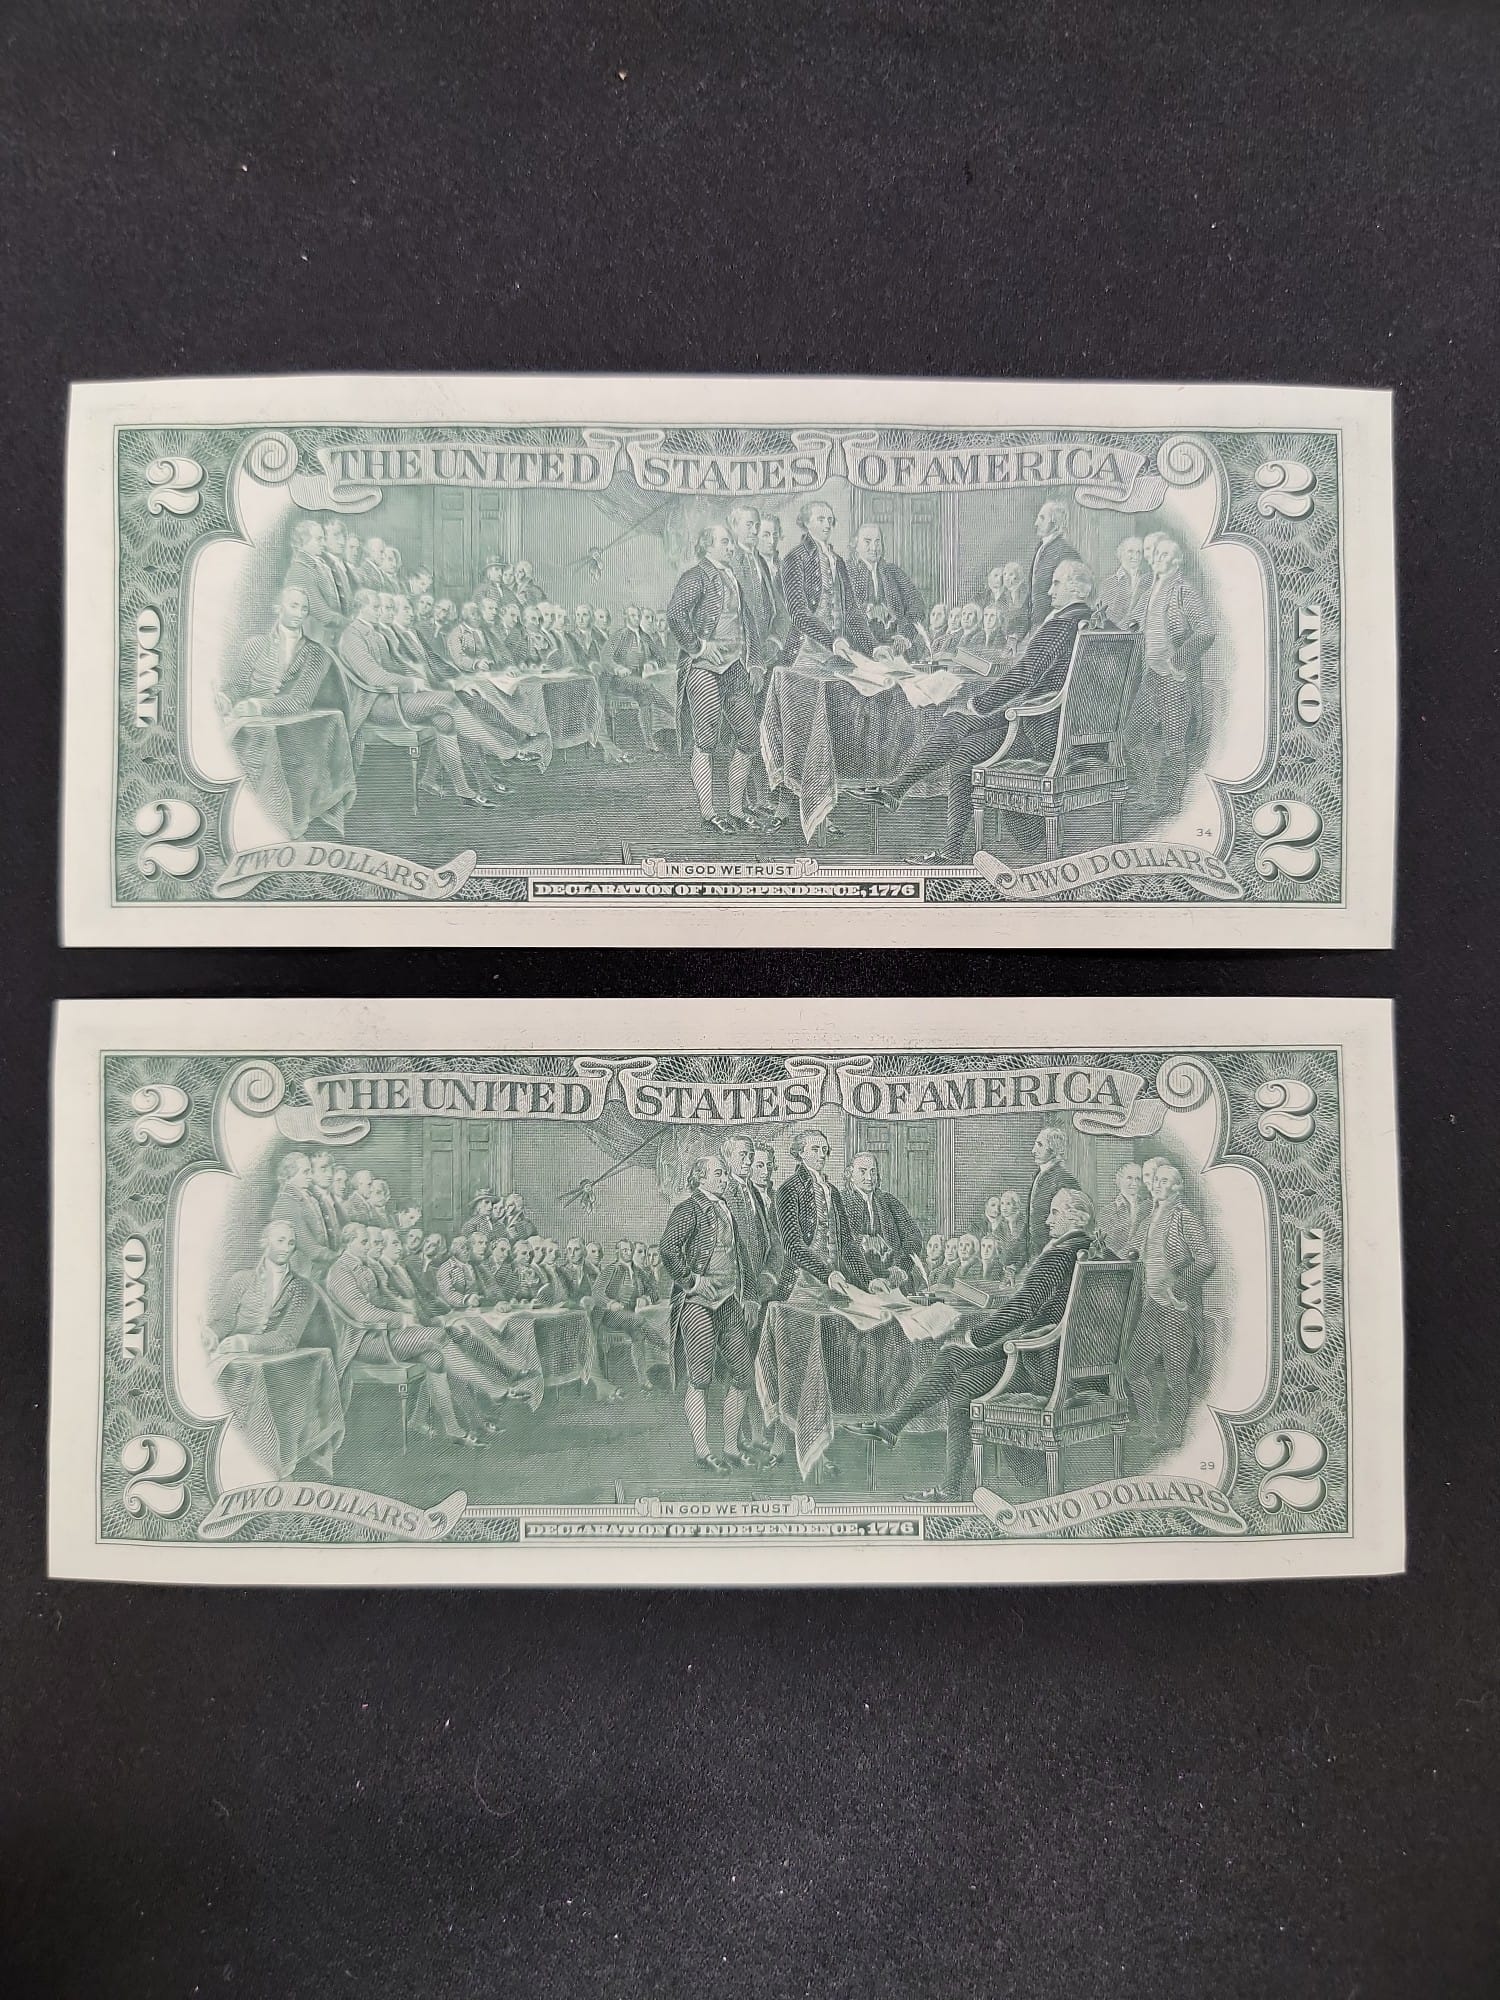 2 THE UNITED STATES OF AMERICA 2
TWO TWO
34
2 TWO DOLLARS IN GOD WE TRUST TWO DOLLARS 2
DECLARATION OF INDEPENDENCE, 1776
2 THE UNITED STATES OF AMERICA 2
TWO TWO
29
2 TWO DOLLARS IN GOD WE TRUST TWO DOLLARS 2
DECLARATION OF INDEPENDENCE, 1776